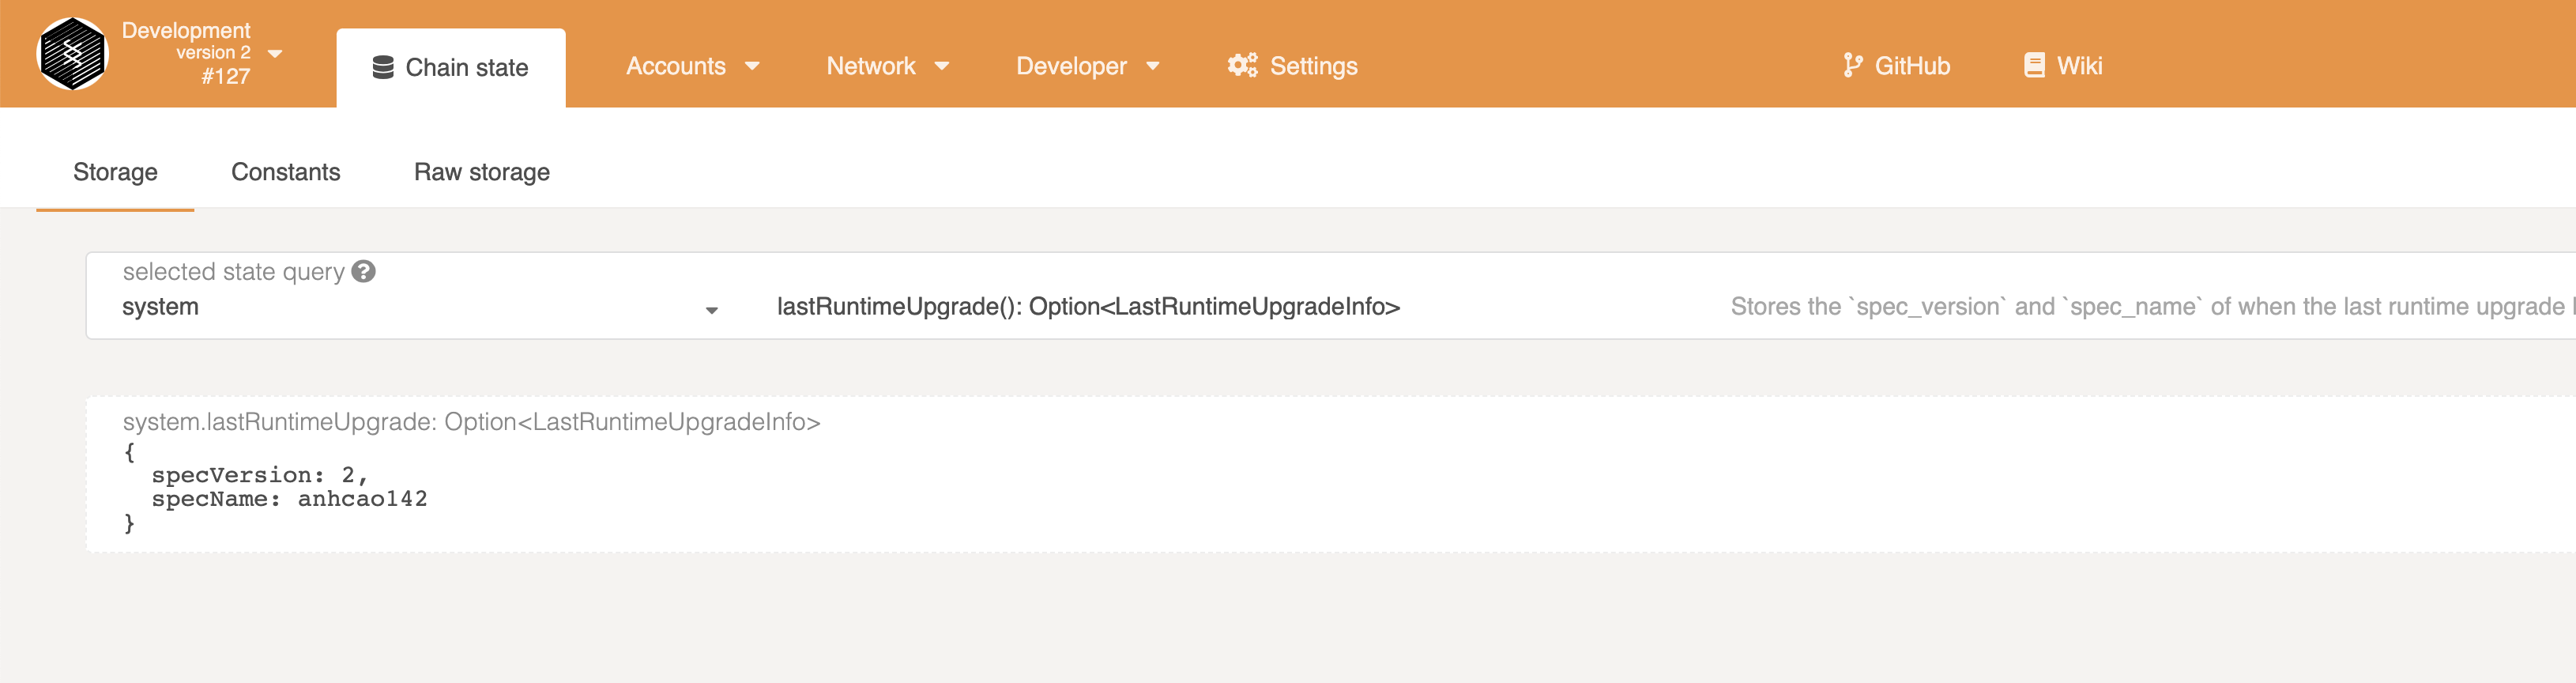 Development
version 2
#127
Chain state
Accounts
Network
Developer
Settings
GitHub
Wiki
Storage
Constants
Raw storage
selected state query
system
lastRuntimeUpgrade(): Option<LastRuntimeUpgradeInfo>
Stores the `spec_version` and `spec_name` of when the last runtime upgrade
system.lastRuntimeUpgrade: Option<LastRuntimeUpgradeInfo>
{
specVersion: 2,
specName: anhcao142
}